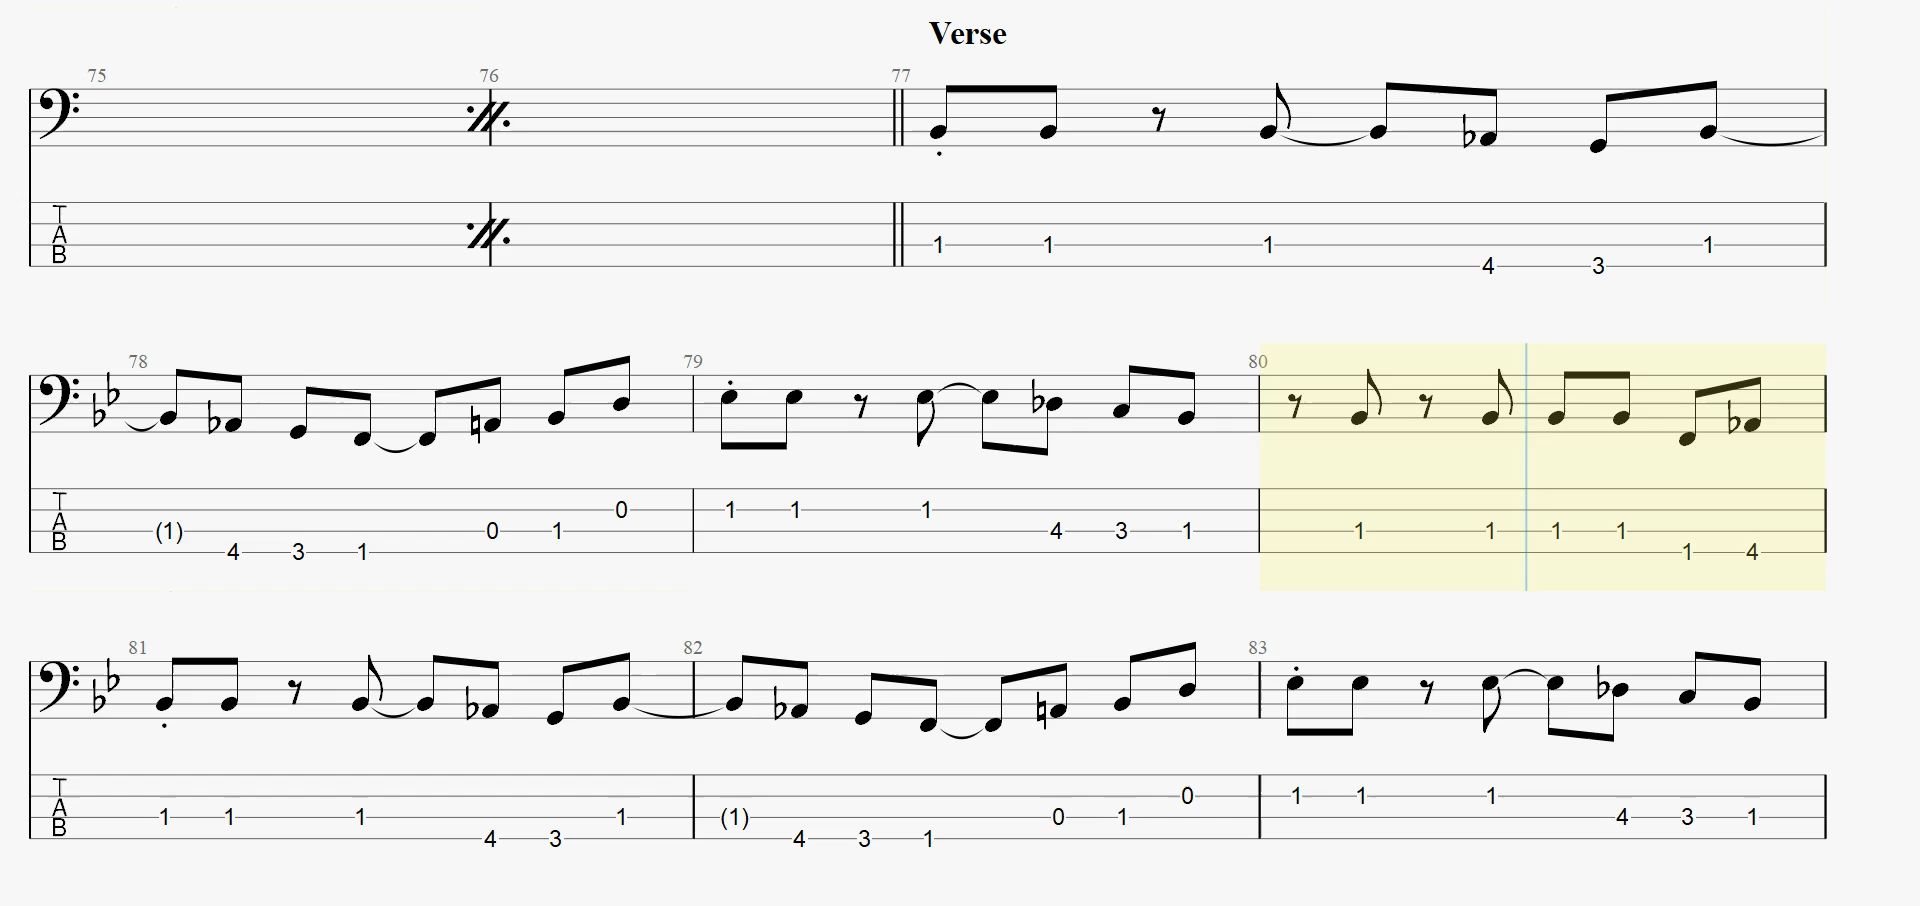 Verse
75 76 77
T
A
B
1 1 1 4 3 1
78 79 80
T
A
B
(1) 4 3 1 0 1 0 1 1 1 4 3 1 1 1 1 1 1 4
81 82 83
T
A
B
1 1 1 4 3 1 (1) 4 3 1 0 1 0 1 1 1 4 3 1